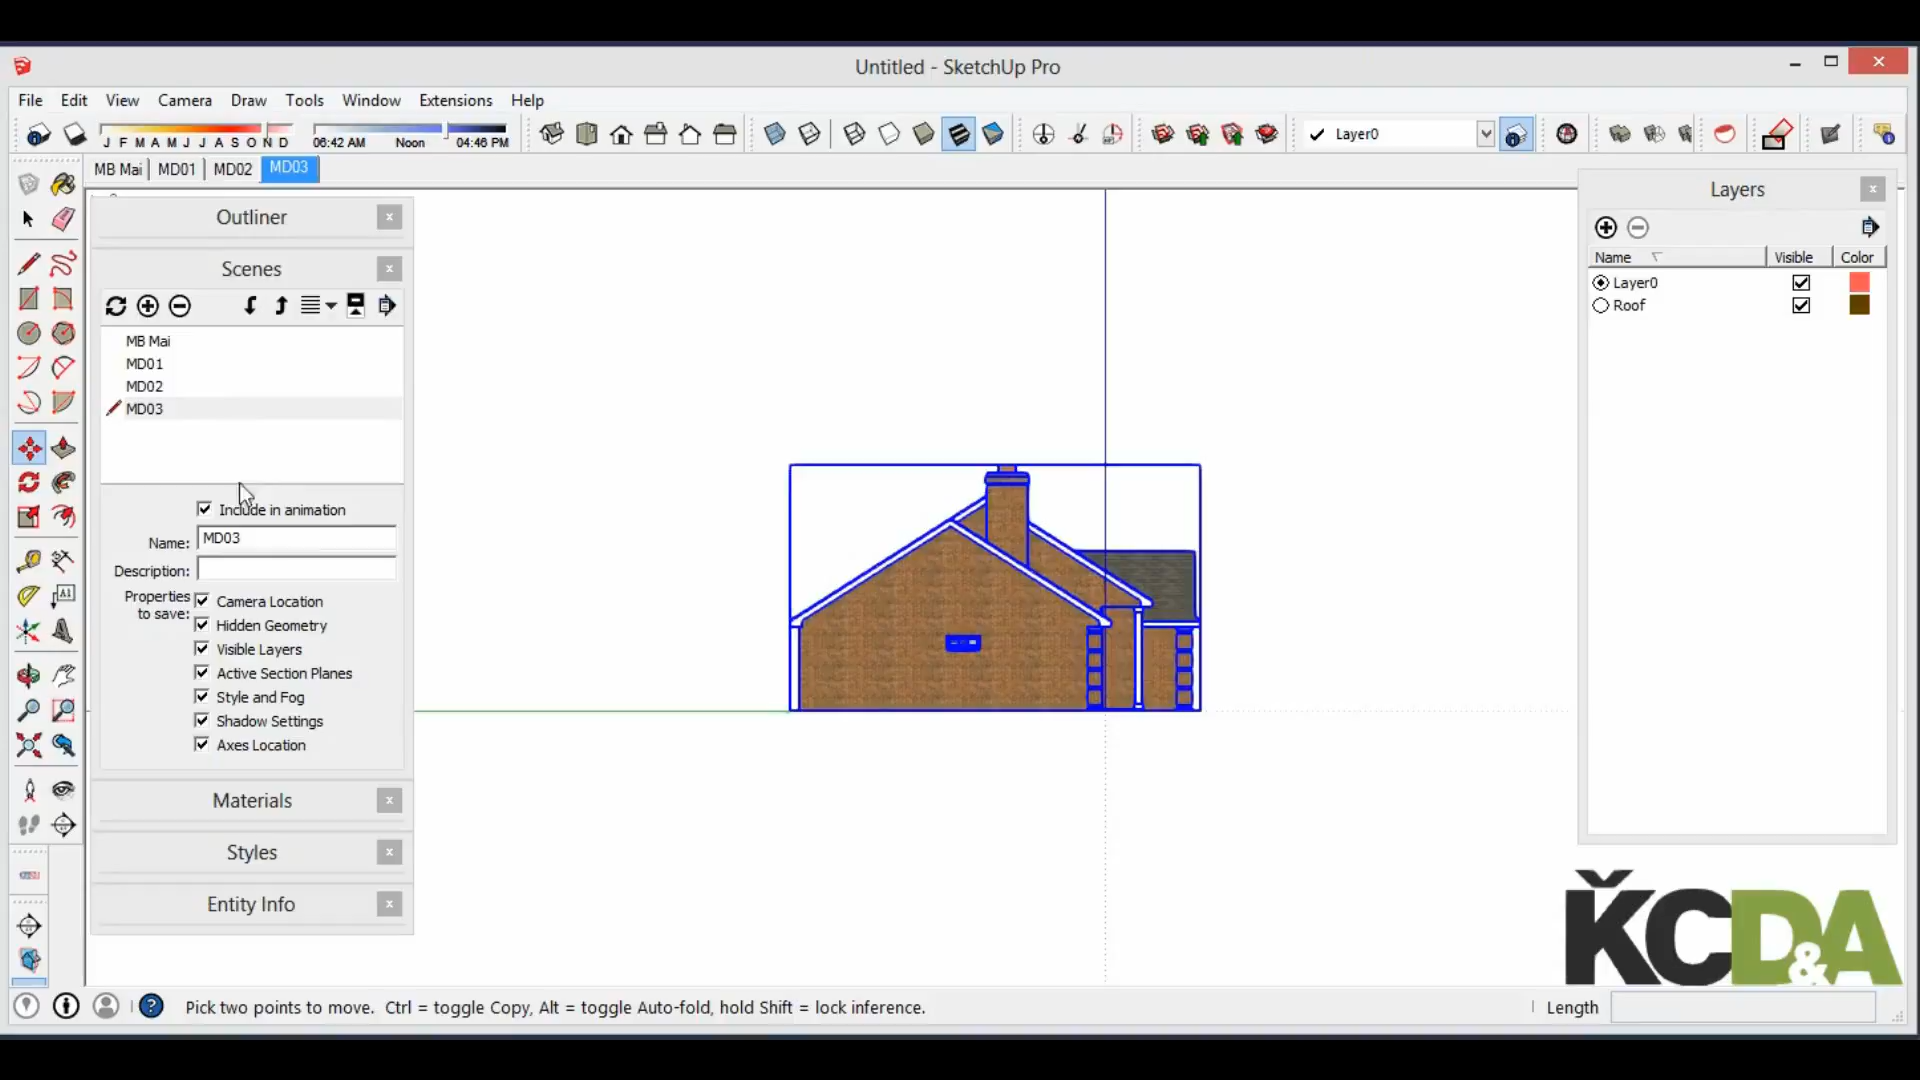 Untitled - SketchUp Pro
File Edit View Camera Draw Tools Window Extensions Help
J F M A M J J A S O N D 06:42 AM Noon 04:46 PM Layer0
MB Mai MD01 MD02 MD03
Outliner
Scenes
MB Mai
MD01
MD02
MD03
Include in animation
Name: MD03
Description:
Properties
to save:
Camera Location
Hidden Geometry
Visible Layers
Active Section Planes
Style and Fog
Shadow Settings
Axes Location
Materials
Styles
Entity Info
Layers
Name Visible Color
Layer0
Roof
KCD&A
Pick two points to move. Ctrl = toggle Copy, Alt = toggle Auto-fold, hold Shift = lock inference.
Length